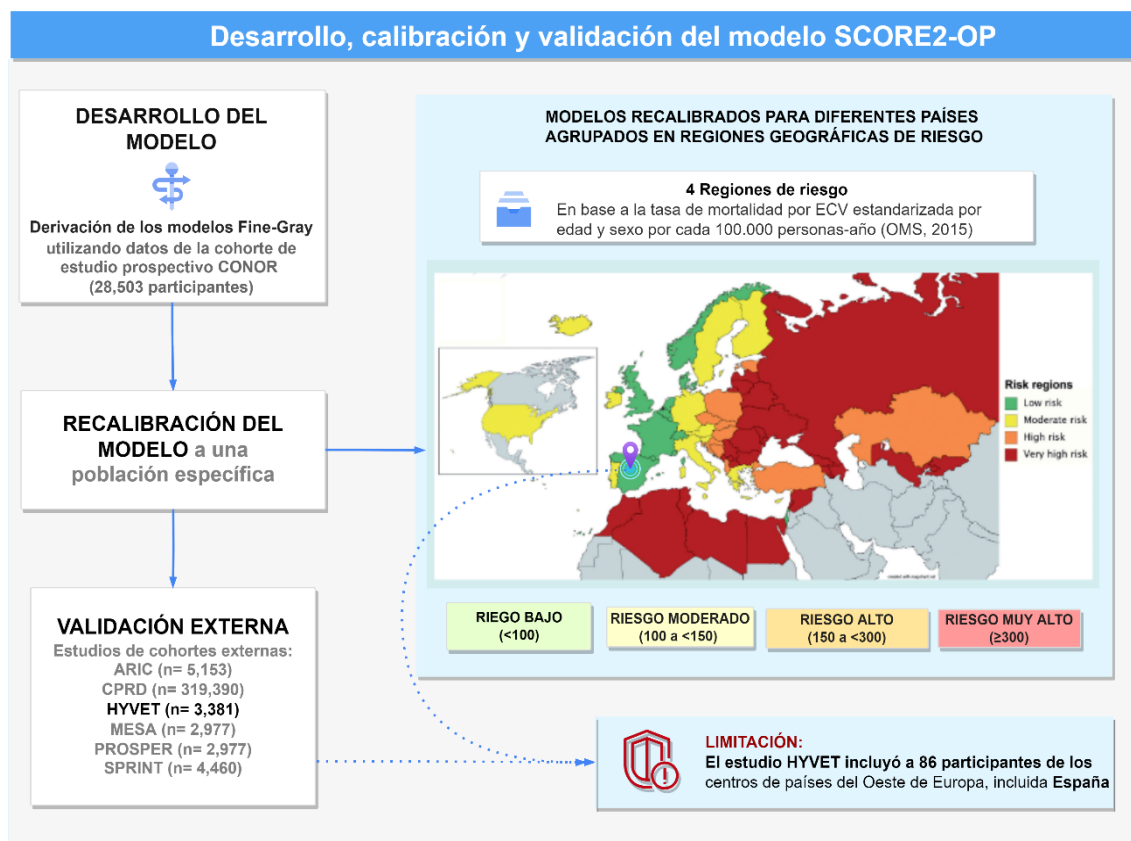 Desarrollo, calibración y validación del modelo SCORE2-OP
DESARROLLO DEL
MODELO
Derivación de los modelos Fine-Gray
utilizando datos de la cohorte de
estudio prospectivo CONOR
(28,503 participantes)
RECALIBRACIÓN DEL
MODELO a una
población específica
VALIDACIÓN EXTERNA
Estudios de cohortes externas:
ARIC (n= 5,153)
CPRD (n= 319,390)
HYVET (n= 3,381)
MESA (n= 2,977)
PROSPER (n= 2,977)
SPRINT (n= 4,460)
MODELOS RECALIBRADOS PARA DIFERENTES PAÍSES
AGRUPADOS EN REGIONES GEOGRÁFICAS DE RIESGO
4 Regiones de riesgo
En base a la tasa de mortalidad por ECV estandarizada por
edad y sexo por cada 100.000 personas-año (OMS, 2015)
Risk regions
Low risk
Moderate risk
High risk
Very high risk
created with mapchart.net
RIEGO BAJO
(<100)
RIESGO MODERADO
(100 a <150)
RIESGO ALTO
(150 a <300)
RIESGO MUY ALTO
(≥300)
LIMITACIÓN:
El estudio HYVET incluyó a 86 participantes de los
centros de países del Oeste de Europa, incluida España